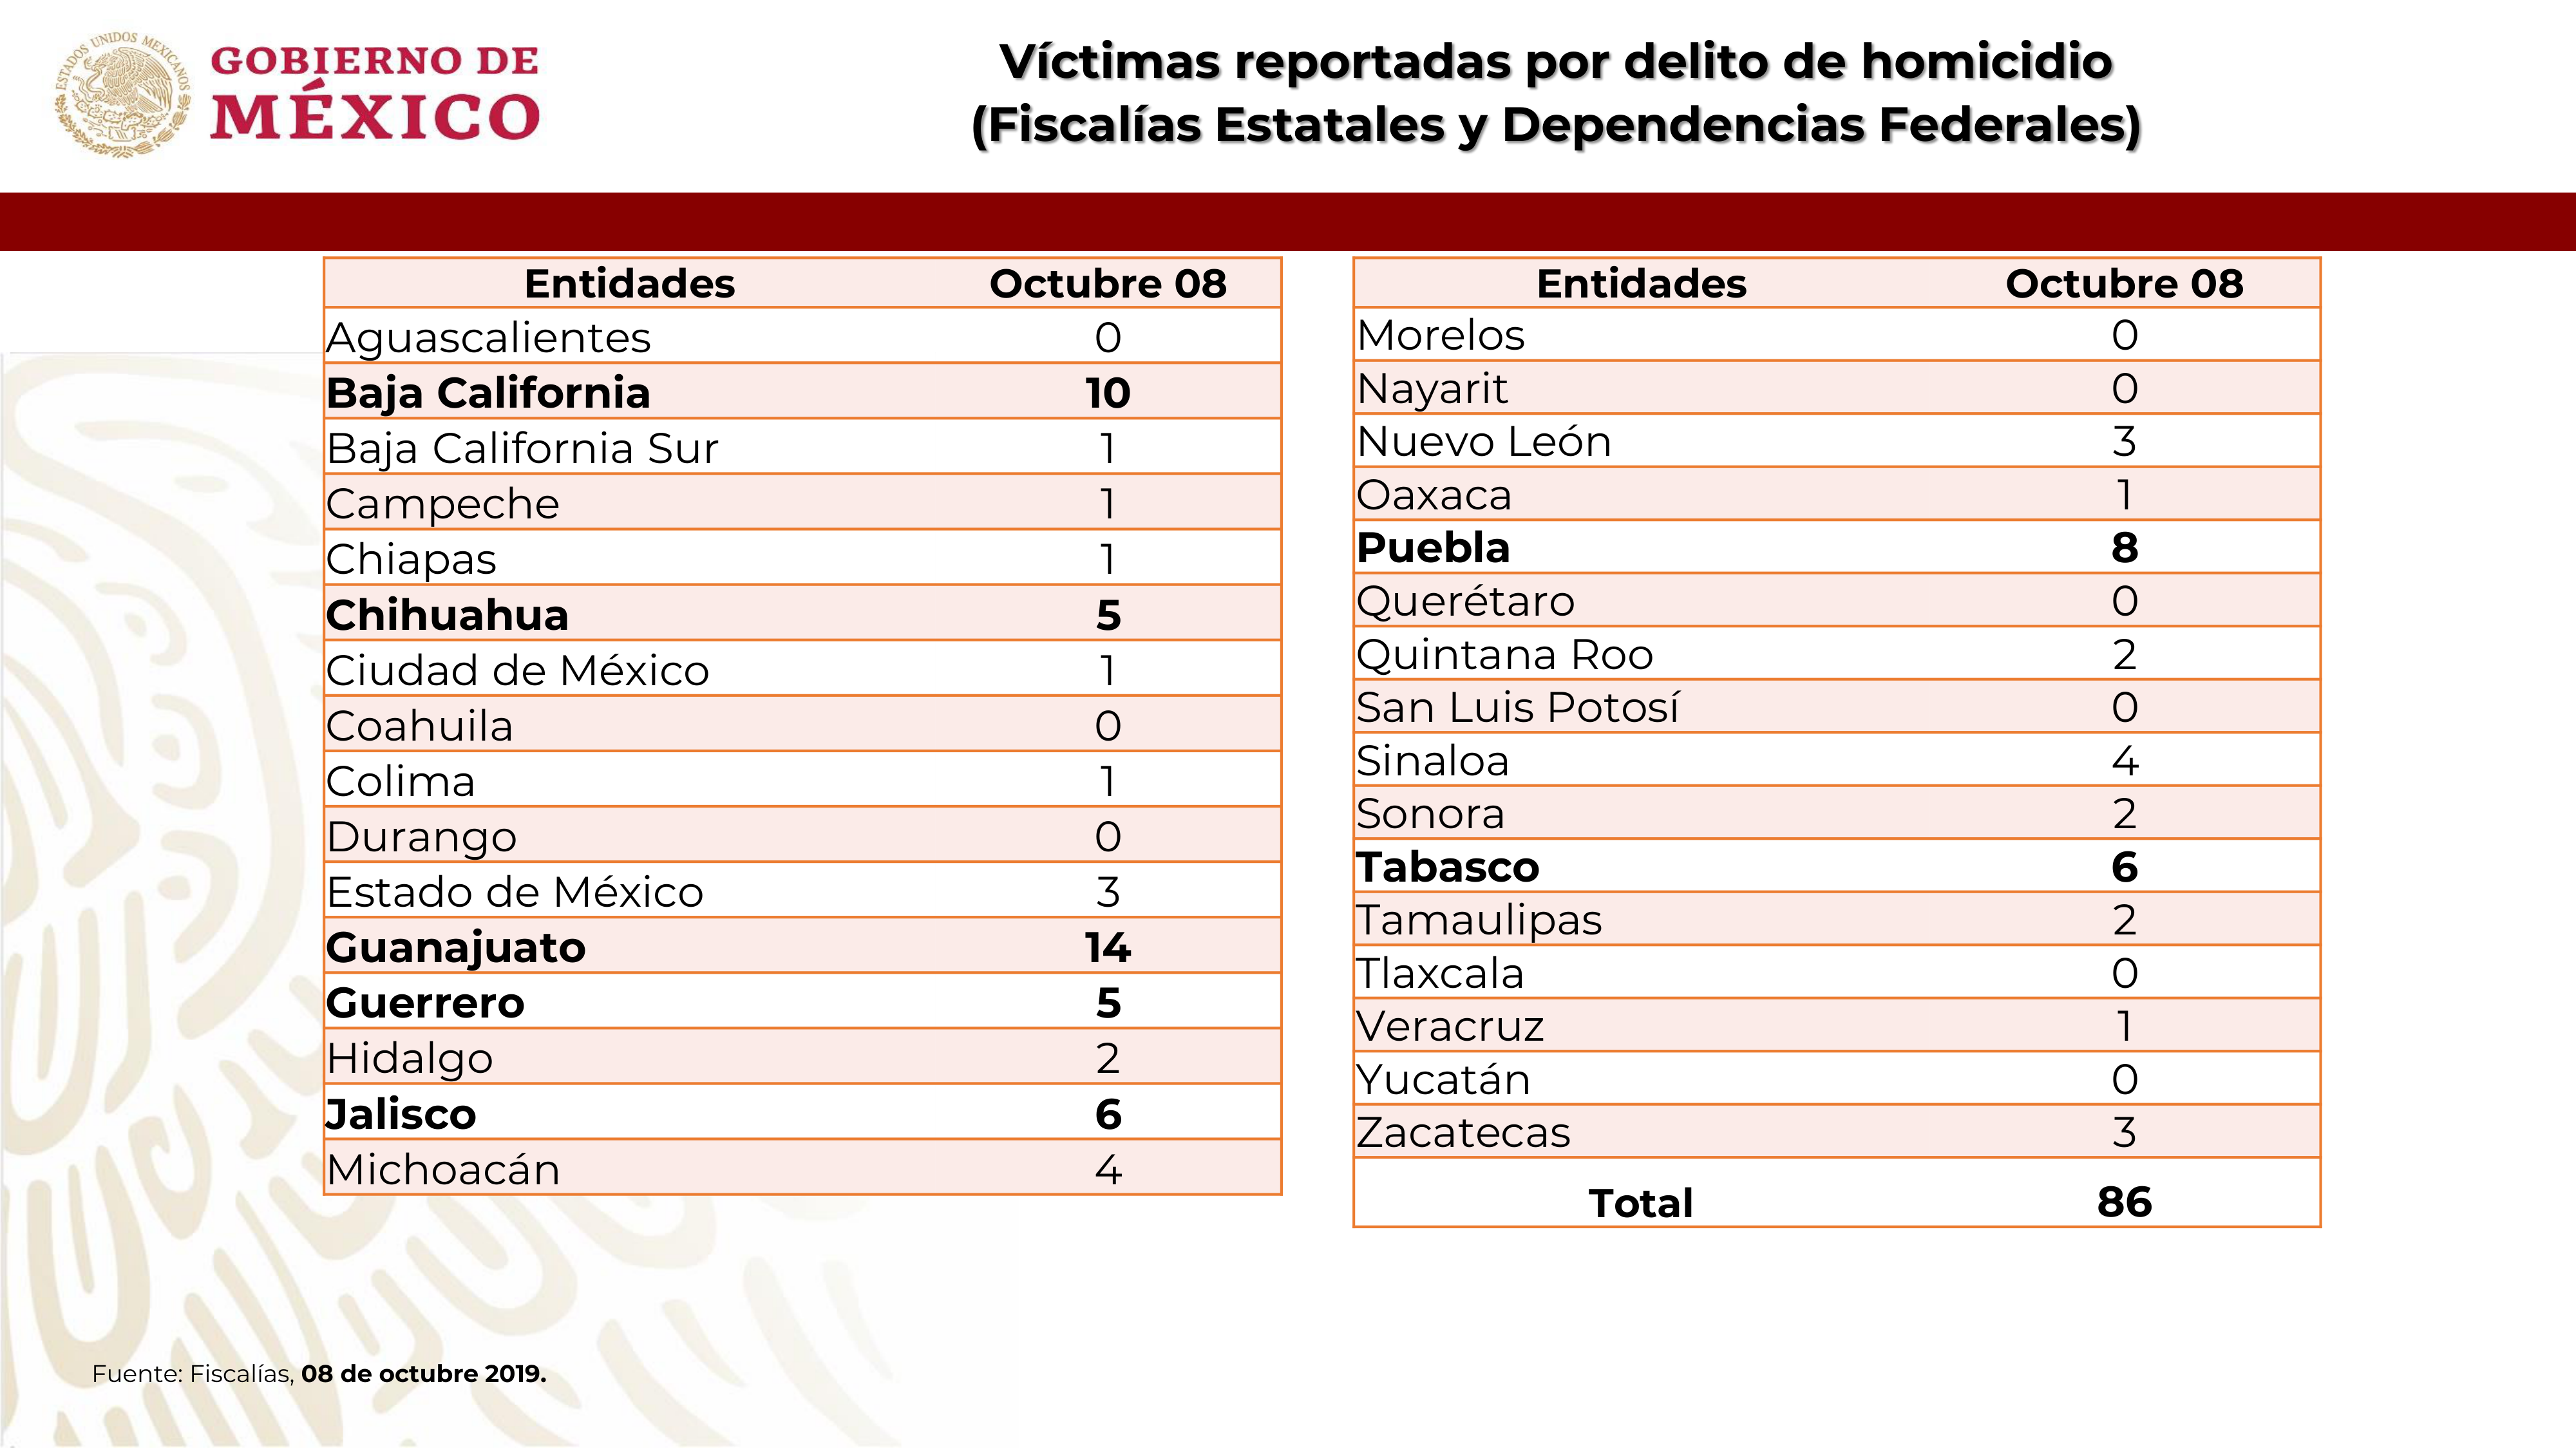 ESTADOS UNIDOS MEXICANOS
GOBIERNO DE
MÉXICO
Víctimas reportadas por delito de homicidio
(Fiscalías Estatales y Dependencias Federales)
Entidades Octubre 08
Aguascalientes 0
Baja California 10
Baja California Sur 1
Campeche 1
Chiapas 1
Chihuahua 5
Ciudad de México 1
Coahuila 0
Colima 1
Durango 0
Estado de México 3
Guanajuato 14
Guerrero 5
Hidalgo 2
Jalisco 6
Michoacán 4
Entidades Octubre 08
Morelos 0
Nayarit 0
Nuevo León 3
Oaxaca 1
Puebla 8
Querétaro 0
Quintana Roo 2
San Luis Potosí 0
Sinaloa 4
Sonora 2
Tabasco 6
Tamaulipas 2
Tlaxcala 0
Veracruz 1
Yucatán 0
Zacatecas 3
Total 86
Fuente: Fiscalías, 08 de octubre 2019.